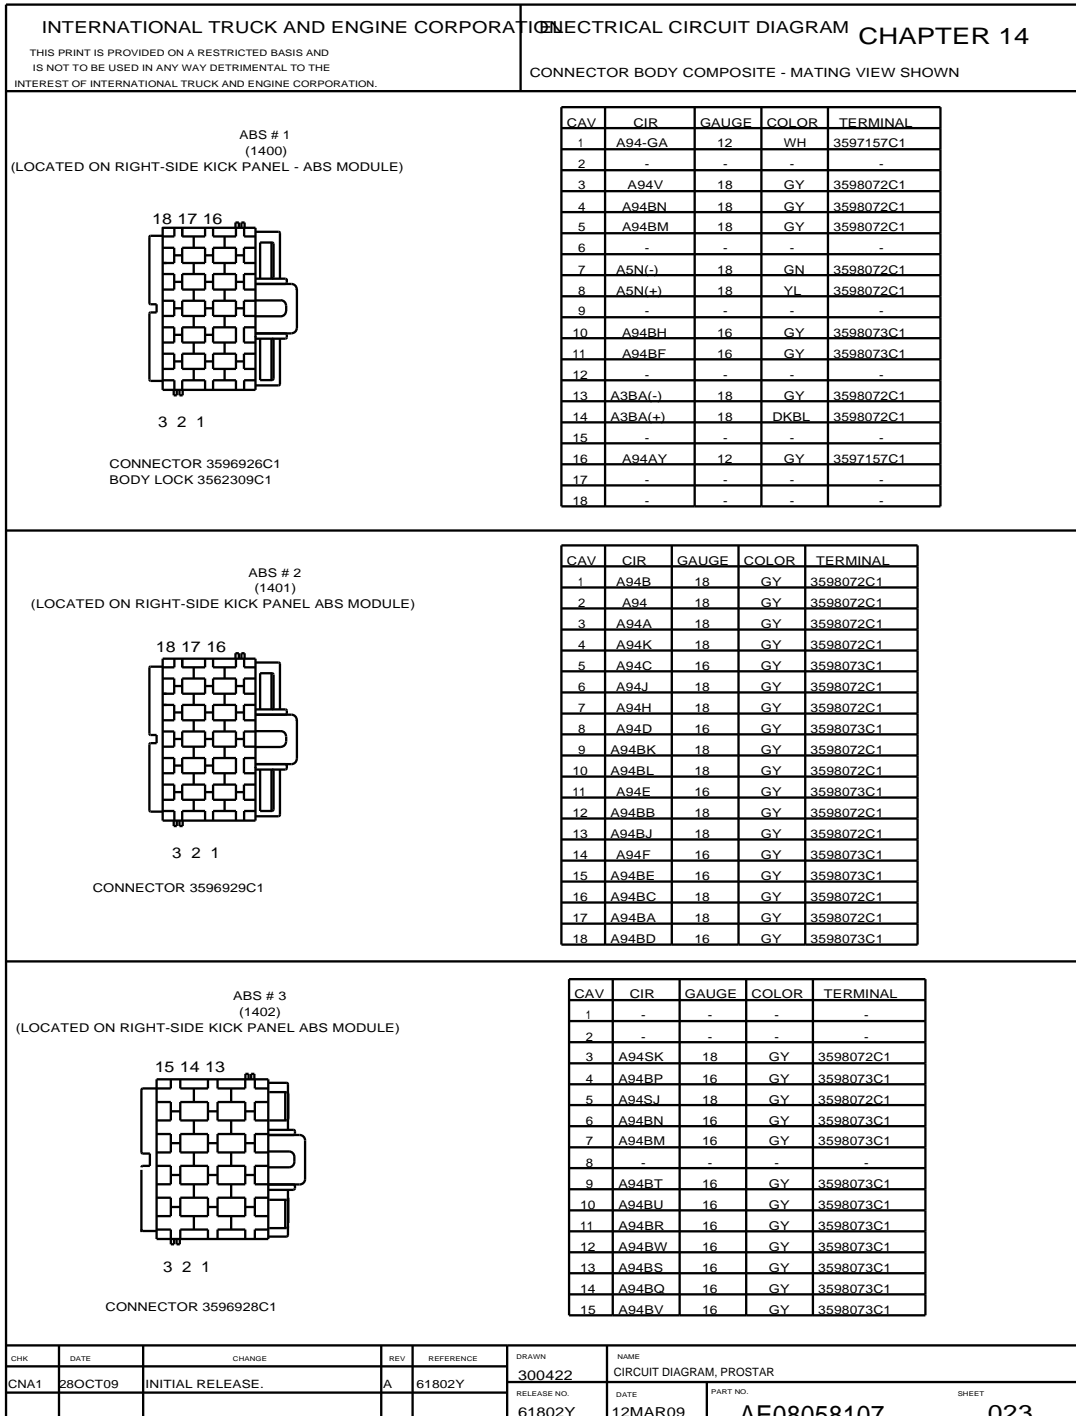 INTERNATIONAL TRUCK AND ENGINE CORPORATION
ELECTRICAL CIRCUIT DIAGRAM
CHAPTER 14
THIS PRINT IS PROVIDED ON A RESTRICTED BASIS AND
IS NOT TO BE USED IN ANY WAY DETRIMENTAL TO THE
INTEREST OF INTERNATIONAL TRUCK AND ENGINE CORPORATION.
CONNECTOR BODY COMPOSITE - MATING VIEW SHOWN
ABS # 1
(1400)
(LOCATED ON RIGHT-SIDE KICK PANEL - ABS MODULE)
18 17 16
3 2 1
CONNECTOR 3596926C1
BODY LOCK 3562309C1
CAV CIR GAUGE COLOR TERMINAL
1 A94-GA 12 WH 3597157C1
2 - - - -
3 A94V 18 GY 3598072C1
4 A94BN 18 GY 3598072C1
5 A94BM 18 GY 3598072C1
6 - - - -
7 A5N(-) 18 GN 3598072C1
8 A5N(+) 18 YL 3598072C1
9 - - - -
10 A94BH 16 GY 3598073C1
11 A94BF 16 GY 3598073C1
12 - - - -
13 A3BA(-) 18 GY 3598072C1
14 A3BA(+) 18 DKBL 3598072C1
15 - - - -
16 A94AY 12 GY 3597157C1
17 - - - -
18 - - - -
ABS # 2
(1401)
(LOCATED ON RIGHT-SIDE KICK PANEL ABS MODULE)
18 17 16
3 2 1
CONNECTOR 3596929C1
CAV CIR GAUGE COLOR TERMINAL
1 A94B 18 GY 3598072C1
2 A94 18 GY 3598072C1
3 A94A 18 GY 3598072C1
4 A94K 18 GY 3598072C1
5 A94C 16 GY 3598073C1
6 A94J 18 GY 3598072C1
7 A94H 18 GY 3598072C1
8 A94D 16 GY 3598073C1
9 A94BK 18 GY 3598072C1
10 A94BL 18 GY 3598072C1
11 A94E 16 GY 3598073C1
12 A94BB 18 GY 3598072C1
13 A94BJ 18 GY 3598072C1
14 A94F 16 GY 3598073C1
15 A94BE 16 GY 3598073C1
16 A94BC 18 GY 3598072C1
17 A94BA 18 GY 3598072C1
18 A94BD 16 GY 3598073C1
ABS # 3
(1402)
(LOCATED ON RIGHT-SIDE KICK PANEL ABS MODULE)
15 14 13
3 2 1
CONNECTOR 3596928C1
CAV CIR GAUGE COLOR TERMINAL
1 - - - -
2 - - - -
3 A94SK 18 GY 3598072C1
4 A94BP 16 GY 3598073C1
5 A94SJ 18 GY 3598072C1
6 A94BN 16 GY 3598073C1
7 A94BM 16 GY 3598073C1
8 - - - -
9 A94BT 16 GY 3598073C1
10 A94BU 16 GY 3598073C1
11 A94BR 16 GY 3598073C1
12 A94BW 16 GY 3598073C1
13 A94BS 16 GY 3598073C1
14 A94BQ 16 GY 3598073C1
15 A94BV 16 GY 3598073C1
CHK DATE CHANGE REV REFERENCE
CNA1 28OCT09 INITIAL RELEASE. A 61802Y
DRAWN
300422
NAME
CIRCUIT DIAGRAM, PROSTAR
RELEASE NO.
61802Y
DATE
12MAR09
PART NO.
AE08058107
SHEET
023